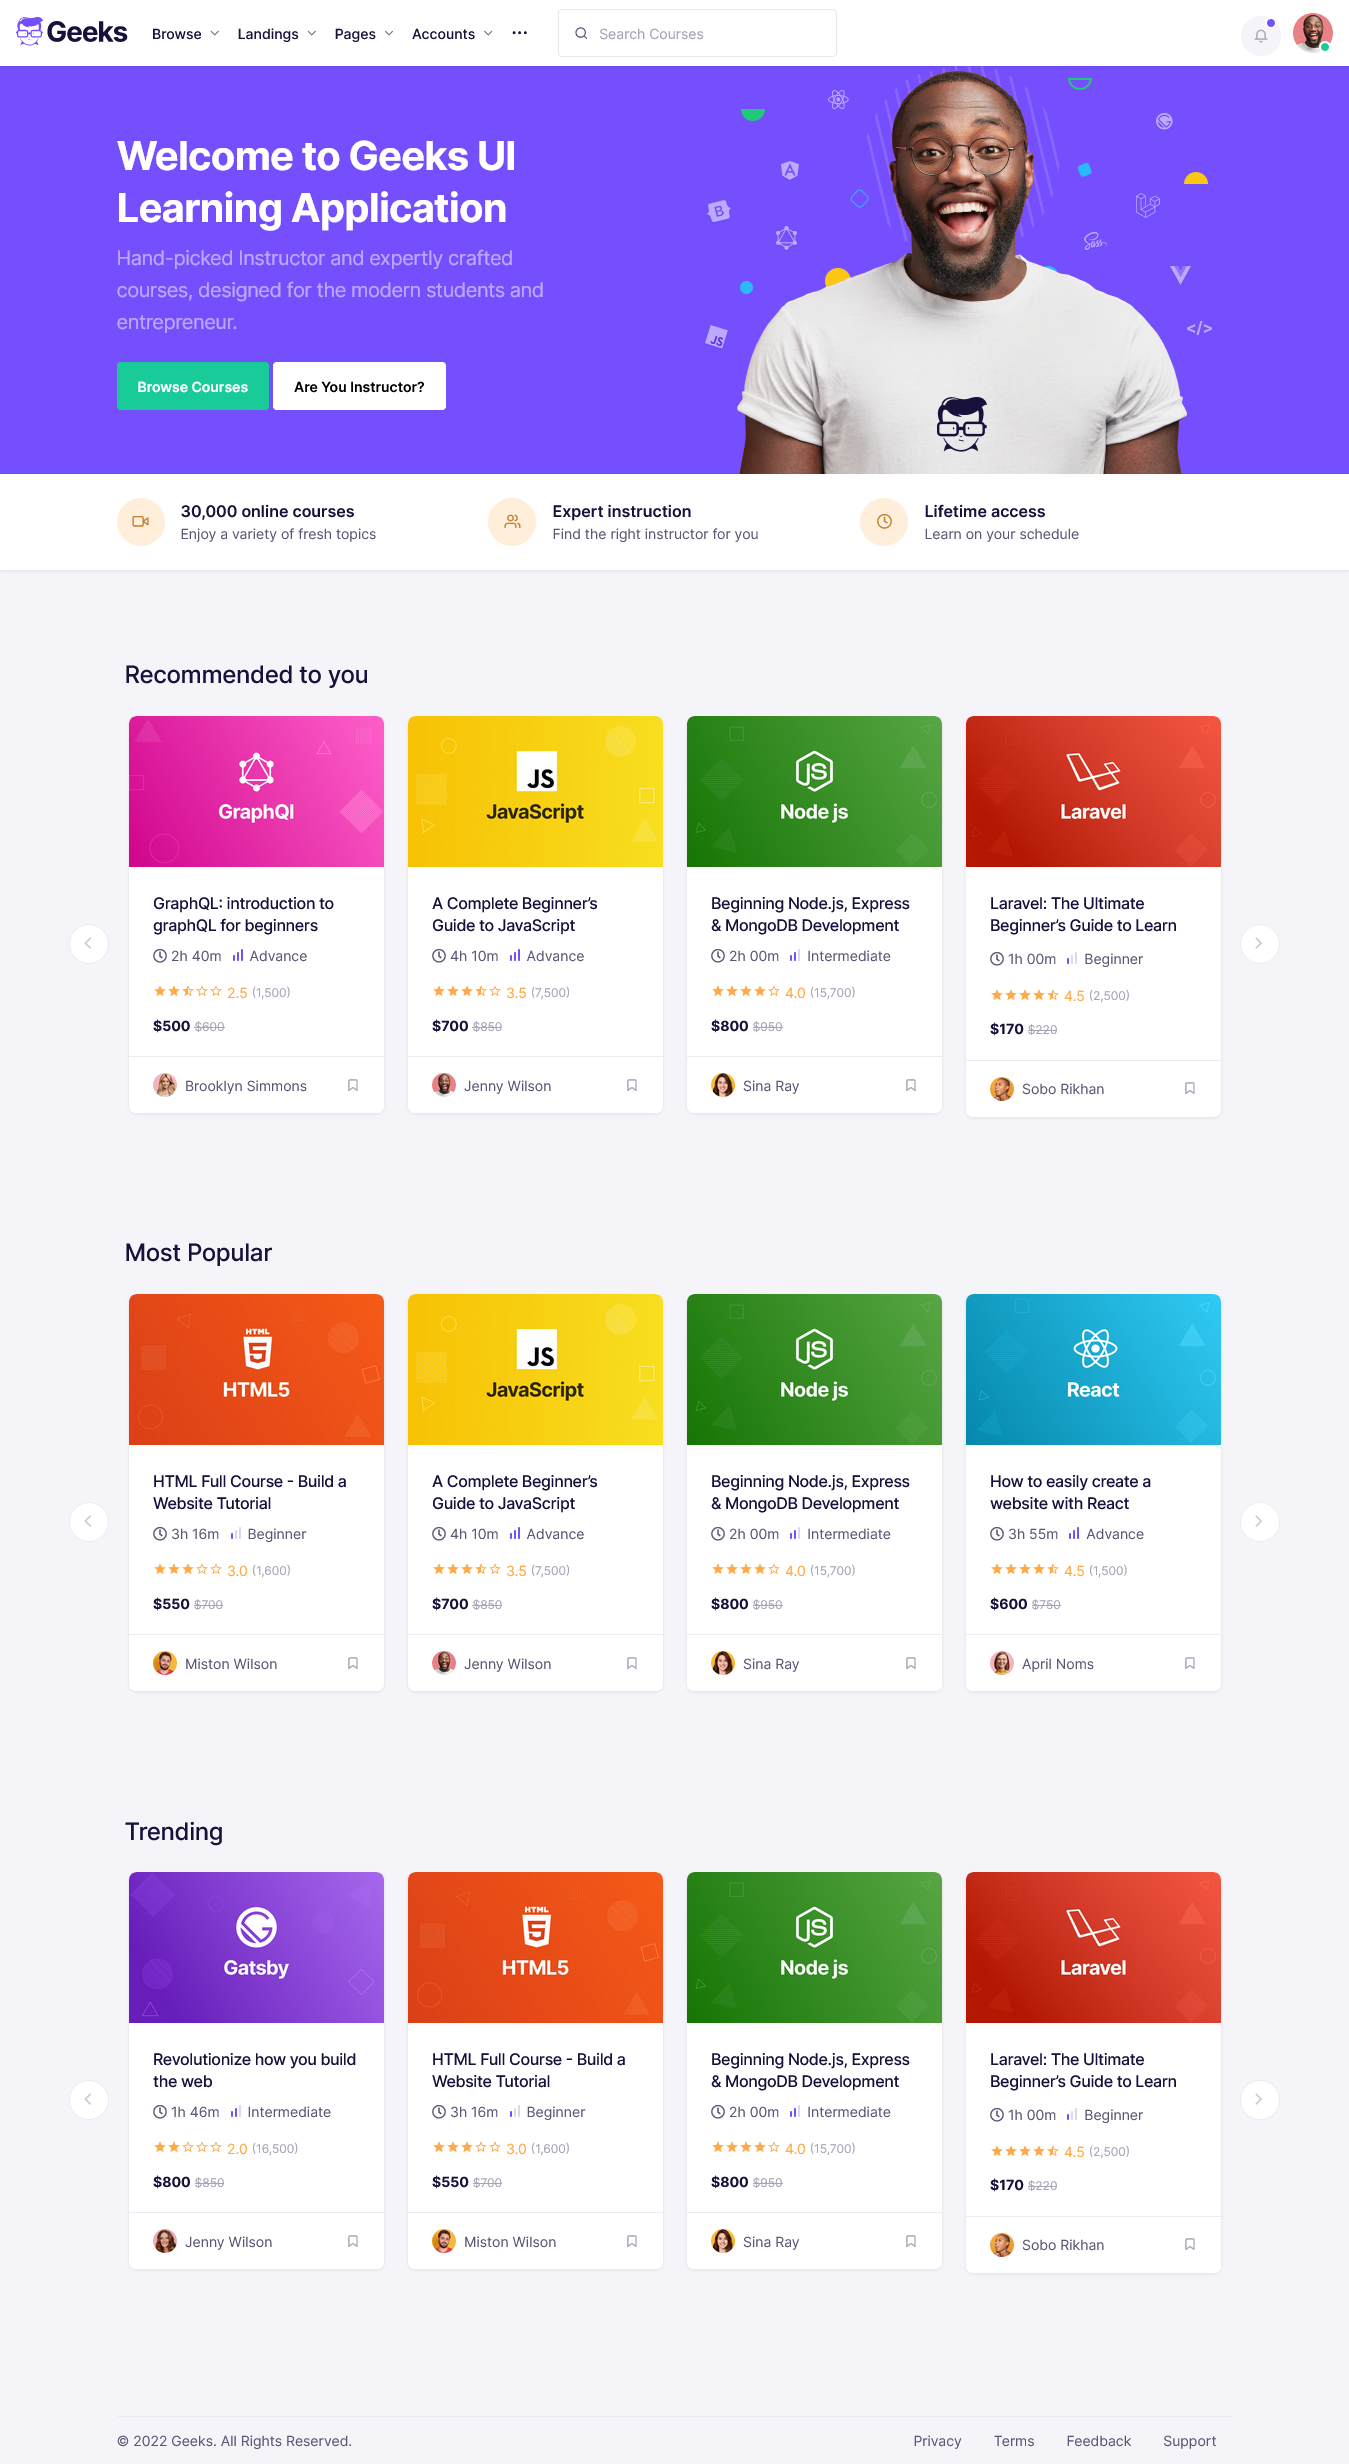 Geeks Browse Landings Pages Accounts Search Courses
Welcome to Geeks UI
Learning Application
Hand-picked Instructor and expertly crafted
courses, designed for the modern students and
entrepreneur.
Browse Courses Are You Instructor?
30,000 online courses
Enjoy a variety of fresh topics
Expert instruction
Find the right instructor for you
Lifetime access
Learn on your schedule
Recommended to you
GraphQl
GraphQL: introduction to
graphQL for beginners
2h 40m Advance
2.5 (1,500)
$500 $600
Brooklyn Simmons
JS
JavaScript
A Complete Beginner’s
Guide to JavaScript
4h 10m Advance
3.5 (7,500)
$700 $850
Jenny Wilson
JS
Node js
Beginning Node.js, Express
& MongoDB Development
2h 00m Intermediate
4.0 (15,700)
$800 $950
Sina Ray
Laravel
Laravel: The Ultimate
Beginner’s Guide to Learn
1h 00m Beginner
4.5 (2,500)
$170 $220
Sobo Rikhan
Most Popular
HTML
5
HTML5
HTML Full Course - Build a
Website Tutorial
3h 16m Beginner
3.0 (1,600)
$550 $700
Miston Wilson
JS
JavaScript
A Complete Beginner’s
Guide to JavaScript
4h 10m Advance
3.5 (7,500)
$700 $850
Jenny Wilson
JS
Node js
Beginning Node.js, Express
& MongoDB Development
2h 00m Intermediate
4.0 (15,700)
$800 $950
Sina Ray
React
How to easily create a
website with React
3h 55m Advance
4.5 (1,500)
$600 $750
April Noms
Trending
Gatsby
Revolutionize how you build
the web
1h 46m Intermediate
2.0 (16,500)
$800 $850
Jenny Wilson
HTML
5
HTML5
HTML Full Course - Build a
Website Tutorial
3h 16m Beginner
3.0 (1,600)
$550 $700
Miston Wilson
JS
Node js
Beginning Node.js, Express
& MongoDB Development
2h 00m Intermediate
4.0 (15,700)
$800 $950
Sina Ray
Laravel
Laravel: The Ultimate
Beginner’s Guide to Learn
1h 00m Beginner
4.5 (2,500)
$170 $220
Sobo Rikhan
© 2022 Geeks. All Rights Reserved. Privacy Terms Feedback Support